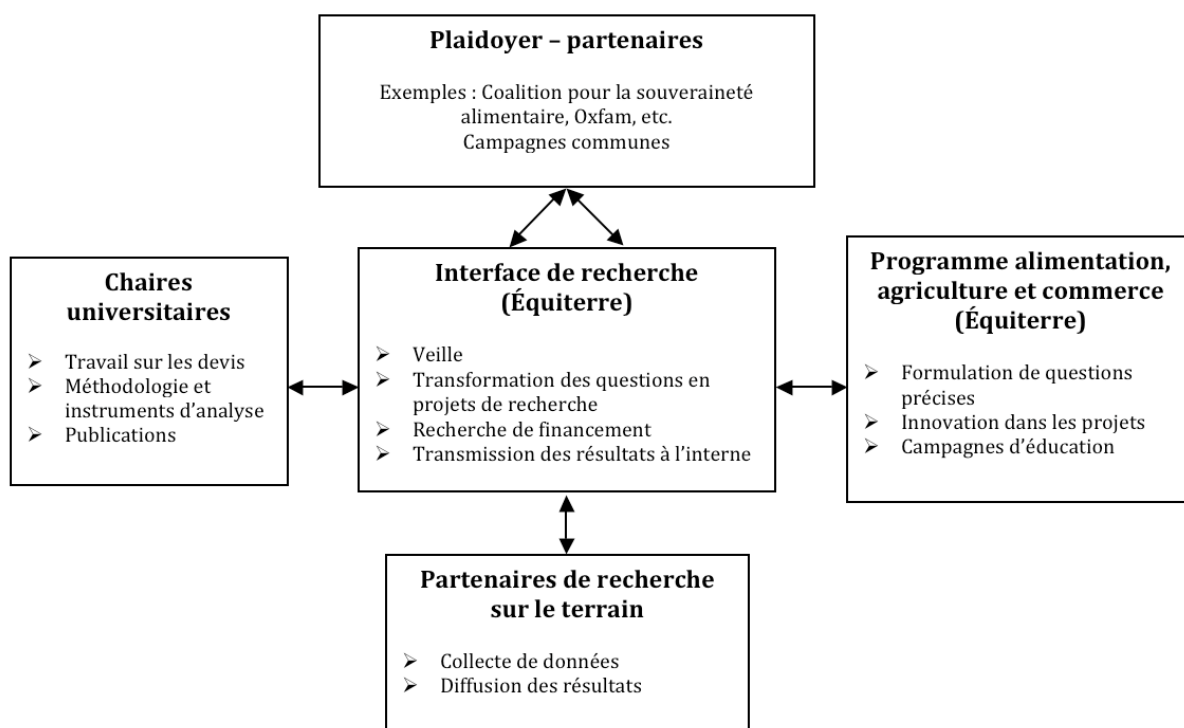 Plaidoyer – partenaires
Exemples : Coalition pour la souveraineté
alimentaire, Oxfam, etc.
Campagnes communes
Chaires
universitaires
➢ Travail sur les devis
➢ Méthodologie et
instruments d’analyse
➢ Publications
Interface de recherche
(Équiterre)
➢ Veille
➢ Transformation des questions en
projets de recherche
➢ Recherche de financement
➢ Transmission des résultats à l’interne
Programme alimentation,
agriculture et commerce
(Équiterre)
➢ Formulation de questions
précises
➢ Innovation dans les projets
➢ Campagnes d’éducation
Partenaires de recherche
sur le terrain
➢ Collecte de données
➢ Diffusion des résultats